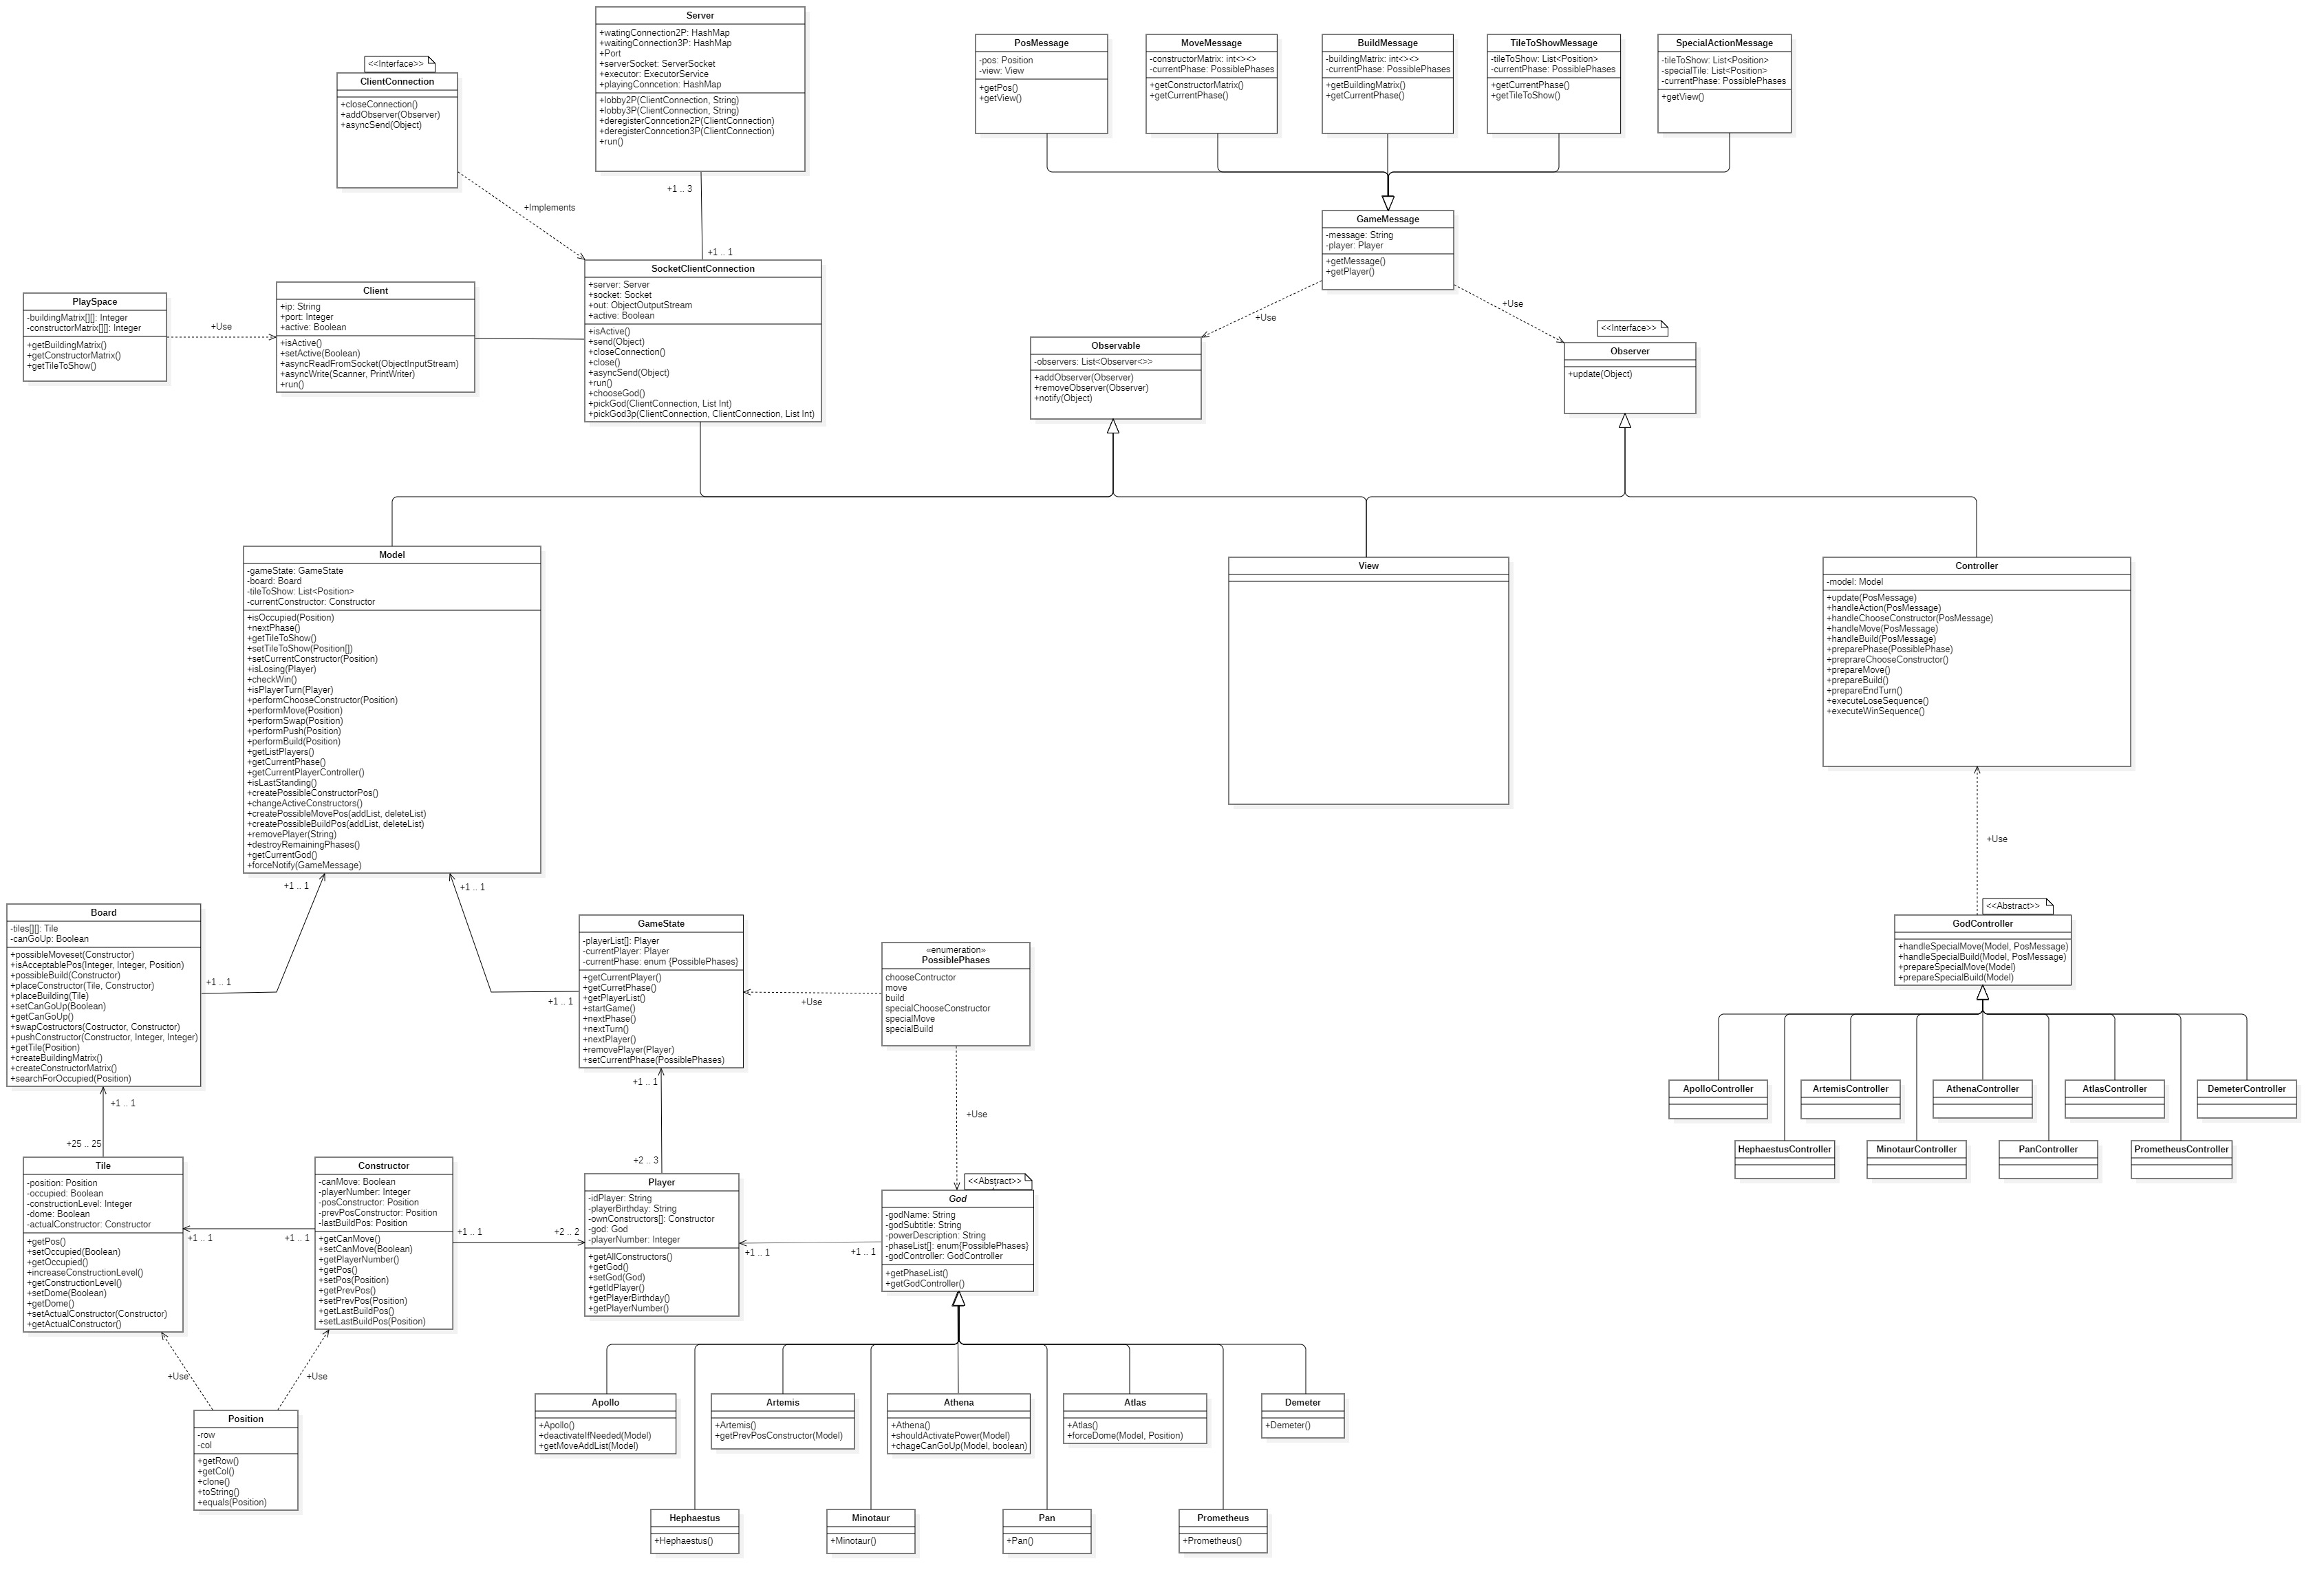 Server
+watingConnection2P: HashMap
+waitingConnection3P: HashMap
+Port
+serverSocket: ServerSocket
+executor: ExecutorService
+playingConncetion: HashMap
+lobby2P(ClientConnection, String)
+lobby3P(ClientConnection, String)
+deregisterConncetion2P(ClientConnection)
+deregisterConncetion3P(ClientConnection)
+run()
<<Interface>>
ClientConnection
+closeConnection()
+addObserver(Observer)
+asyncSend(Object)
PosMessage
-pos: Position
-view: View
+getPos()
+getView()
MoveMessage
-constructorMatrix: int<><>
-currentPhase: PossiblePhases
+getConstructorMatrix()
+getCurrentPhase()
BuildMessage
-buildingMatrix: int<><>
-currentPhase: PossiblePhases
+getBuildingMatrix()
+getCurrentPhase()
TileToShowMessage
-tileToShow: List<Position>
-currentPhase: PossiblePhases
+getCurrentPhase()
+getTileToShow()
SpecialActionMessage
-tileToShow: List<Position>
-specialTile: List<Position>
-currentPhase: PossiblePhases
+getView()
+1 .. 3
+Implements
+1 .. 1
GameMessage
-message: String
-player: Player
+getMessage()
+getPlayer()
+Use
+Use
PlaySpace
-buildingMatrix[][]: Integer
-constructorMatrix[][]: Integer
+getBuildingMatrix()
+getConstructorMatrix()
+getTileToShow()
+Use
Client
+ip: String
+port: Integer
+active: Boolean
+isActive()
+setActive(Boolean)
+asyncReadFromSocket(ObjectInputStream)
+asyncWrite(Scanner, PrintWriter)
+run()
SocketClientConnection
+server: Server
+socket: Socket
+out: ObjectOutputStream
+active: Boolean
+isActive()
+send(Object)
+closeConnection()
+close()
+asyncSend(Object)
+run()
+chooseGod()
+pickGod(ClientConnection, List Int)
+pickGod3p(ClientConnection, ClientConnection, List Int)
Observable
-observers: List<Observer<>>
+addObserver(Observer)
+removeObserver(Observer)
+notify(Object)
<<Interface>>
Observer
+update(Object)
Model
-gameState: GameState
-board: Board
-tileToShow: List<Position>
-currentConstructor: Constructor
+isOccupied(Position)
+nextPhase()
+getTileToShow()
+setTileToShow(Position[])
+setCurrentConstructor(Position)
+isLosing(Player)
+checkWin()
+isPlayerTurn(Player)
+performChooseConstructor(Position)
+performMove(Position)
+performSwap(Position)
+performPush(Position)
+performBuild(Position)
+getListPlayers()
+getCurrentPhase()
+getCurrentPlayerController()
+isLastStanding()
+createPossibleConstructorPos()
+changeActiveConstructors()
+createPossibleMovePos(addList, deleteList)
+createPossibleBuildPos(addList, deleteList)
+removePlayer(String)
+destroyRemainingPhases()
+getCurrentGod()
+forceNotify(GameMessage)
View
Controller
-model: Model
+update(PosMessage)
+handleAction(PosMessage)
+handleChooseConstructor(PosMessage)
+handleMove(PosMessage)
+handleBuild(PosMessage)
+preparePhase(PossiblePhase)
+preprareChooseConstructor()
+prepareMove()
+prepareBuild()
+prepareEndTurn()
+executeLoseSequence()
+executeWinSequence()
+Use
+1 .. 1
+1 .. 1
Board
-tiles[][]: Tile
-canGoUp: Boolean
+possibleMoveset(Constructor)
+isAcceptablePos(Integer, Integer, Position)
+possibleBuild(Constructor)
+placeConstructor(Tile, Constructor)
+placeBuilding(Tile)
+setCanGoUp(Boolean)
+getCanGoUp()
+swapCostructors(Costructor, Constructor)
+pushConstructor(Constructor, Integer, Integer)
+getTile(Position)
+createBuildingMatrix()
+createConstructorMatrix()
+searchForOccupied(Position)
+1 .. 1
GameState
-playerList[]: Player
-currentPlayer: Player
-currentPhase: enum {PossiblePhases}
+getCurrentPlayer()
+getCurretPhase()
+getPlayerList()
+startGame()
+nextPhase()
+nextTurn()
+nextPlayer()
+removePlayer(Player)
+setCurrentPhase(PossiblePhases)
+1 .. 1
«enumeration»
PossiblePhases
chooseContructor
move
build
specialChooseConstructor
specialMove
specialBuild
+Use
+Use
<<Abstract>>
GodController
+handleSpecialMove(Model, PosMessage)
+handleSpecialBuild(Model, PosMessage)
+prepareSpecialMove(Model)
+prepareSpecialBuild(Model)
ApolloController
ArtemisController
AthenaController
AtlasController
DemeterController
HephaestusController
MinotaurController
PanController
PrometheusController
+1 .. 1
+25 .. 25
+1 .. 1
+2 .. 3
Tile
-position: Position
-occupied: Boolean
-constructionLevel: Integer
-dome: Boolean
-actualConstructor: Constructor
+getPos()
+setOccupied(Boolean)
+getOccupied()
+increaseConstructionLevel()
+getConstructionLevel()
+setDome(Boolean)
+getDome()
+setActualConstructor(Constructor)
+getActualConstructor()
+1 .. 1
+1 .. 1
Constructor
-canMove: Boolean
-playerNumber: Integer
-posConstructor: Position
-prevPosConstructor: Position
-lastBuildPos: Position
+getCanMove()
+setCanMove(Boolean)
+getPlayerNumber()
+getPos()
+setPos(Position)
+getPrevPos()
+setPrevPos(Position)
+getLastBuildPos()
+setLastBuildPos(Position)
+1 .. 1
+2 .. 2
Player
-idPlayer: String
-playerBirthday: String
-ownConstructors[]: Constructor
-god: God
-playerNumber: Integer
+getAllConstructors()
+getGod()
+setGod(God)
+getIdPlayer()
+getPlayerBirthday()
+getPlayerNumber()
+1 .. 1
+1 .. 1
<<Abstract>>
God
-godName: String
-godSubtitle: String
-powerDescription: String
-phaseList[]: enum{PossiblePhases}
-godController: GodController
+getPhaseList()
+getGodController()
+Use
+Use
Position
-row
-col
+getRow()
+getCol()
+clone()
+toString()
+equals(Position)
Apollo
+Apollo()
+deactivateIfNeeded(Model)
+getMoveAddList(Model)
Artemis
+Artemis()
+getPrevPosConstructor(Model)
Athena
+Athena()
+shouldActivatePower(Model)
+chageCanGoUp(Model, boolean)
Atlas
+Atlas()
+forceDome(Model, Position)
Demeter
+Demeter()
Hephaestus
+Hephaestus()
Minotaur
+Minotaur()
Pan
+Pan()
Prometheus
+Prometheus()